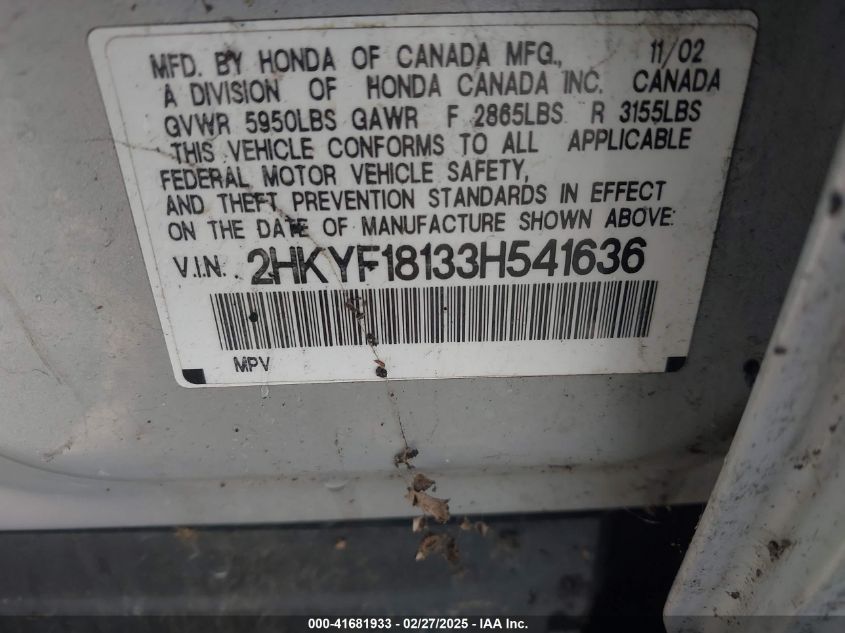 MFD. BY HONDA OF CANADA MFG., 11/02
A DIVISION OF HONDA CANADA INC. CANADA
GVWR 5950LBS GAWR F 2865LBS R 3155LBS
THIS VEHICLE CONFORMS TO ALL APPLICABLE
FEDERAL MOTOR VEHICLE SAFETY,
AND THEFT PREVENTION STANDARDS IN EFFECT
ON THE DATE OF MANUFACTURE SHOWN ABOVE:
V.I.N. 2HKYF18133H541636
MPV
000-41681933 - 02/27/2025 - IAA Inc.